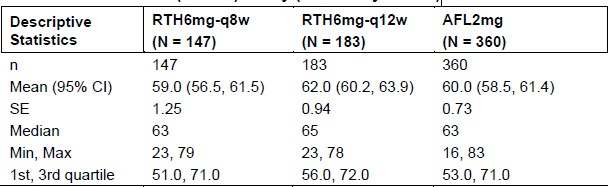 Descriptive Statistics RTH6mg-q8w (N = 147) RTH6mg-q12w (N = 183) AFL2mg (N = 360)
n 147 183 360
Mean (95% CI) 59.0 (56.5, 61.5) 62.0 (60.2, 63.9) 60.0 (58.5, 61.4)
SE 1.25 0.94 0.73
Median 63 65 63
Min, Max 23, 79 23, 78 16, 83
1st, 3rd quartile 51.0, 71.0 56.0, 72.0 53.0, 71.0